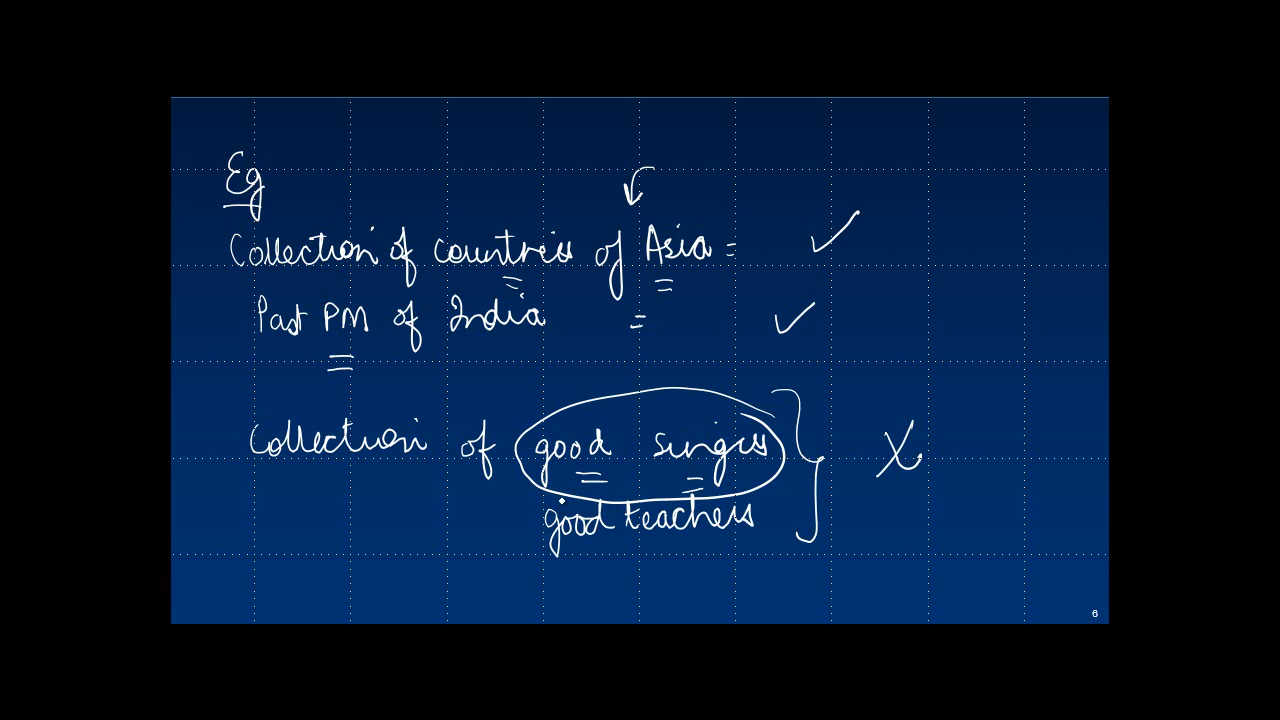 Eg
Collection of countries of Asia =
Past PM of India =
Collection of good singers
good teachers
6